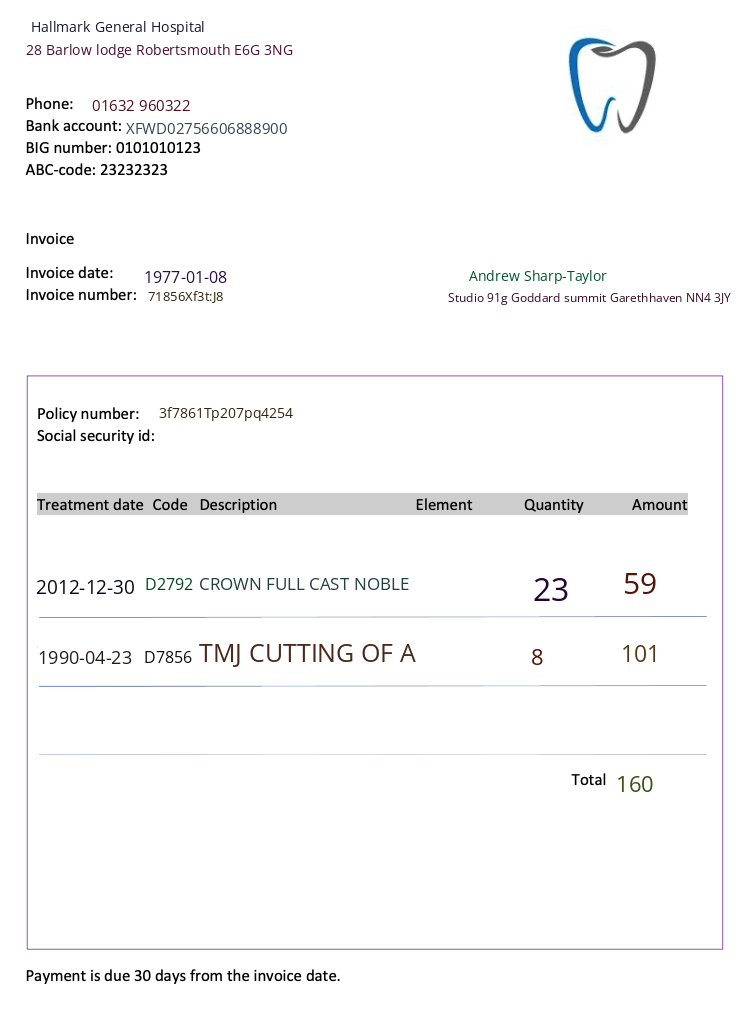 Hallmark General Hospital
28 Barlow lodge Robertsmouth E6G 3NG
Phone: 01632 960322
Bank account: XFWD02756606888900
BIG number: 0101010123
ABC-code: 23232323
Invoice
Invoice date: 1977-01-08 Andrew Sharp-Taylor
Invoice number: 71856Xf3t:J8 Studio 91g Goddard summit Garethhaven NN4 3JY
Policy number: 3f7861Tp207pq4254
Social security id:
Treatment date Code Description Element Quantity Amount
2012-12-30 D2792 CROWN FULL CAST NOBLE 23 59
1990-04-23 D7856 TMJ CUTTING OF A 8 101
Total 160
Payment is due 30 days from the invoice date.